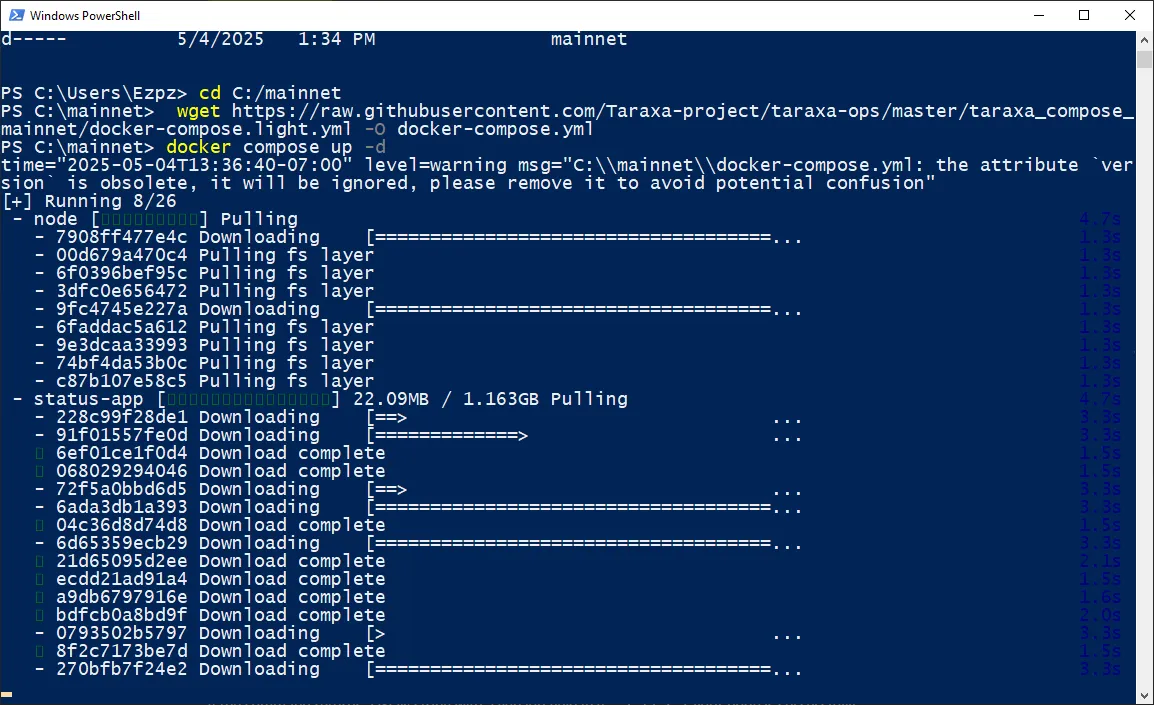 Windows PowerShell
d-----          5/4/2025   1:34 PM                mainnet
PS C:\Users\Ezpz> cd C:/mainnet
PS C:\mainnet>  wget https://raw.githubusercontent.com/Taraxa-project/taraxa-ops/master/taraxa_compose_
mainnet/docker-compose.light.yml -O docker-compose.yml
PS C:\mainnet> docker compose up -d
time="2025-05-04T13:36:40-07:00" level=warning msg="C:\\mainnet\\docker-compose.yml: the attribute `ver
sion` is obsolete, it will be ignored, please remove it to avoid potential confusion"
[+] Running 8/26
 - node [▯▯▯▯▯▯▯▯▯] Pulling 4.7s
   - 7908ff477e4c Downloading    [====================================... 1.3s
   - 00d679a470c4 Pulling fs layer 1.3s
   - 6f0396bef95c Pulling fs layer 1.3s
   - 3dfc0e656472 Pulling fs layer 1.3s
   - 9fc4745e227a Downloading    [====================================... 1.3s
   - 6faddac5a612 Pulling fs layer 1.3s
   - 9e3dcaa33993 Pulling fs layer 1.3s
   - 74bf4da53b0c Pulling fs layer 1.3s
   - c87b107e58c5 Pulling fs layer 1.3s
 - status-app [▯▯▯▯▯▯▯▯▯▯▯▯▯▯▯] 22.09MB / 1.163GB Pulling 4.7s
   - 228c99f28de1 Downloading    [==>                                 ... 3.3s
   - 91f01557fe0d Downloading    [=============>                      ... 3.3s
   ▯ 6ef01ce1f0d4 Download complete 1.5s
   ▯ 068029294046 Download complete 1.5s
   - 72f5a0bbd6d5 Downloading    [==>                                 ... 3.3s
   - 6ada3db1a393 Downloading    [====================================... 3.3s
   ▯ 04c36d8d74d8 Download complete 1.5s
   - 6d65359ecb29 Downloading    [====================================... 3.3s
   ▯ 21d65095d2ee Download complete 2.1s
   ▯ ecdd21ad91a4 Download complete 1.5s
   ▯ a9db6797916e Download complete 1.6s
   ▯ bdfcb0a8bd9f Download complete 2.0s
   - 0793502b5797 Downloading    [>                                   ... 3.3s
   ▯ 8f2c7173be7d Download complete 1.5s
   - 270bfb7f24e2 Downloading    [====================================... 3.3s